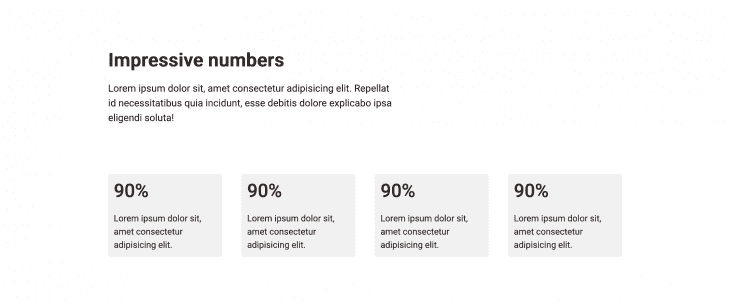 Impressive numbers
Lorem ipsum dolor sit, amet consectetur adipisicing elit. Repellat
id necessitatibus quia incidunt, esse debitis dolore explicabo ipsa
eligendi soluta!
90%
Lorem ipsum dolor sit,
amet consectetur
adipisicing elit.
90%
Lorem ipsum dolor sit,
amet consectetur
adipisicing elit.
90%
Lorem ipsum dolor sit,
amet consectetur
adipisicing elit.
90%
Lorem ipsum dolor sit,
amet consectetur
adipisicing elit.